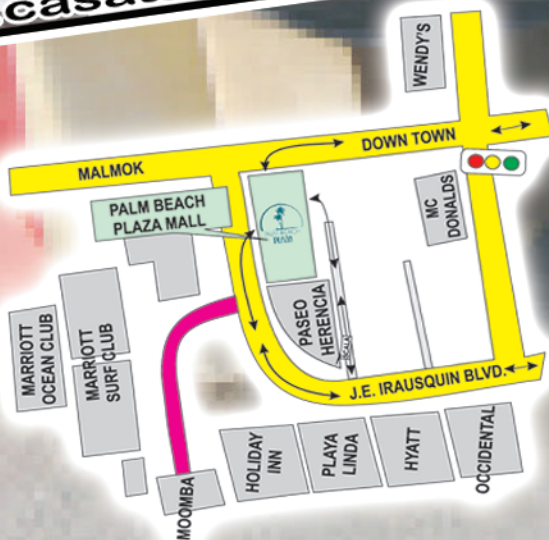 WENDY'S
DOWN TOWN
MALMOK
PALM BEACH
PLAZA MALL
PLAZA
MC
DONALDS
PASEO
HERENCIA
MARRIOTT
OCEAN CLUB
MARRIOTT
SURF CLUB
J.E. IRAUSQUIN BLVD.
HOLIDAY
INN
PLAYA
LINDA
HYATT
OCCIDENTAL
MOOMBA